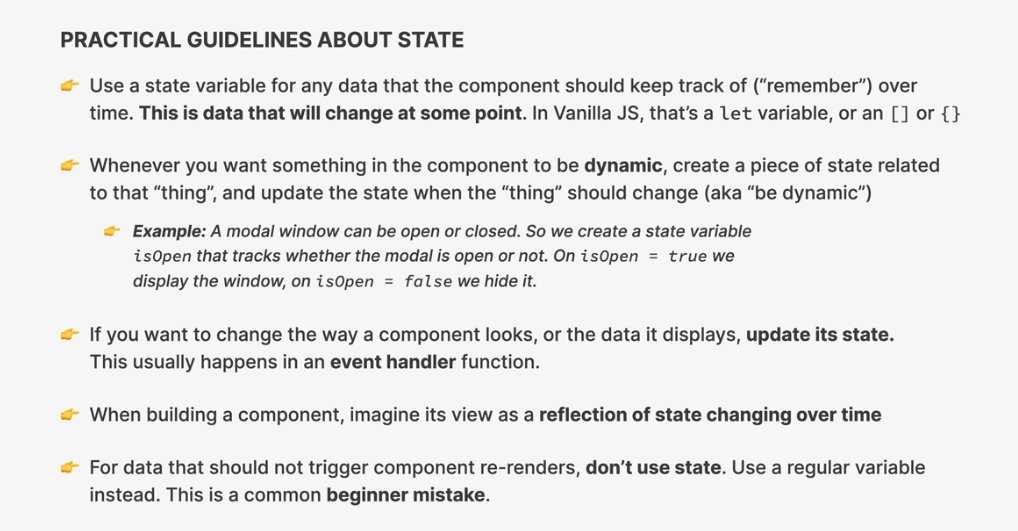 PRACTICAL GUIDELINES ABOUT STATE
👉 Use a state variable for any data that the component should keep track of (“remember”) over
time. This is data that will change at some point. In Vanilla JS, that’s a let variable, or an [] or {}
👉 Whenever you want something in the component to be dynamic, create a piece of state related
to that “thing”, and update the state when the “thing” should change (aka “be dynamic”)
👉 Example: A modal window can be open or closed. So we create a state variable
isOpen that tracks whether the modal is open or not. On isOpen = true we
display the window, on isOpen = false we hide it.
👉 If you want to change the way a component looks, or the data it displays, update its state.
This usually happens in an event handler function.
👉 When building a component, imagine its view as a reflection of state changing over time
👉 For data that should not trigger component re-renders, don’t use state. Use a regular variable
instead. This is a common beginner mistake.